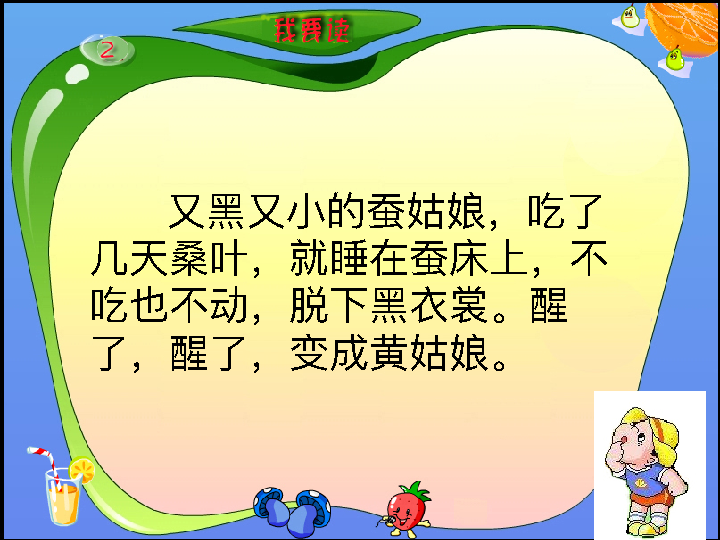 我要读
2
又黑又小的蚕姑娘，吃了
几天桑叶，就睡在蚕床上，不
吃也不动，脱下黑衣裳。醒
了，醒了，变成黄姑娘。